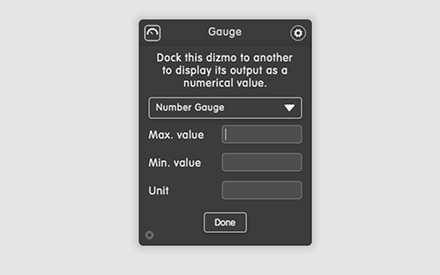 Gauge
Dock this dizmo to another
to display its output as a
numerical value.
Number Gauge
Max. value
Min. value
Unit
Done